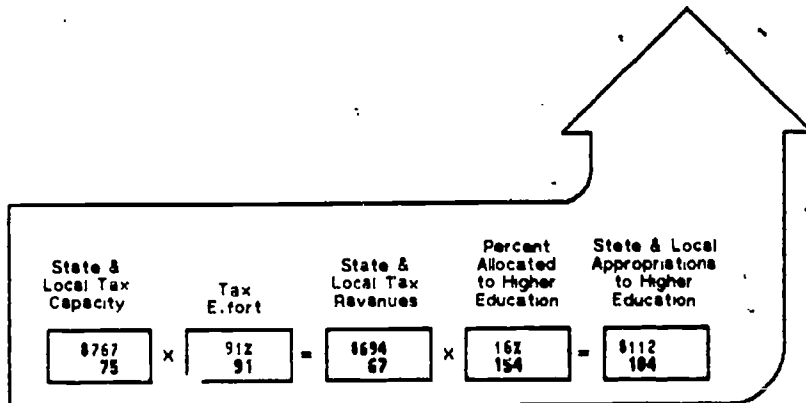 State &
Local Tax
Capacity
Tax
E.fort
State &
Local Tax
Revenues
Percent
Allocated
to Higher
Education
State & Local
Appropriations
to Higher
Education
$767
75
x
91%
91
=
$694
67
x
16%
154
=
$112
104